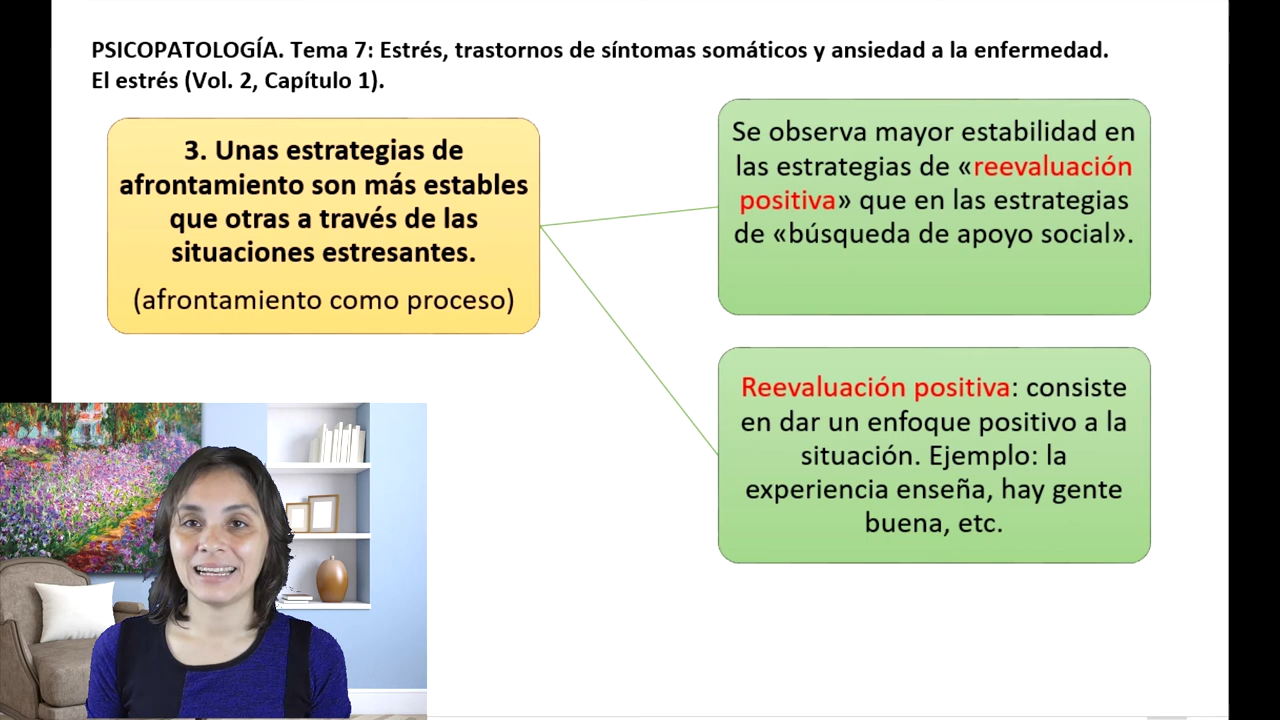 PSICOPATOLOGÍA. Tema 7: Estrés, trastornos de síntomas somáticos y ansiedad a la enfermedad.
El estrés (Vol. 2, Capítulo 1).
3. Unas estrategias de
afrontamiento son más estables
que otras a través de las
situaciones estresantes.
(afrontamiento como proceso)
Se observa mayor estabilidad en
las estrategias de «reevaluación
positiva» que en las estrategias
de «búsqueda de apoyo social».
Reevaluación positiva: consiste
en dar un enfoque positivo a la
situación. Ejemplo: la
experiencia enseña, hay gente
buena, etc.